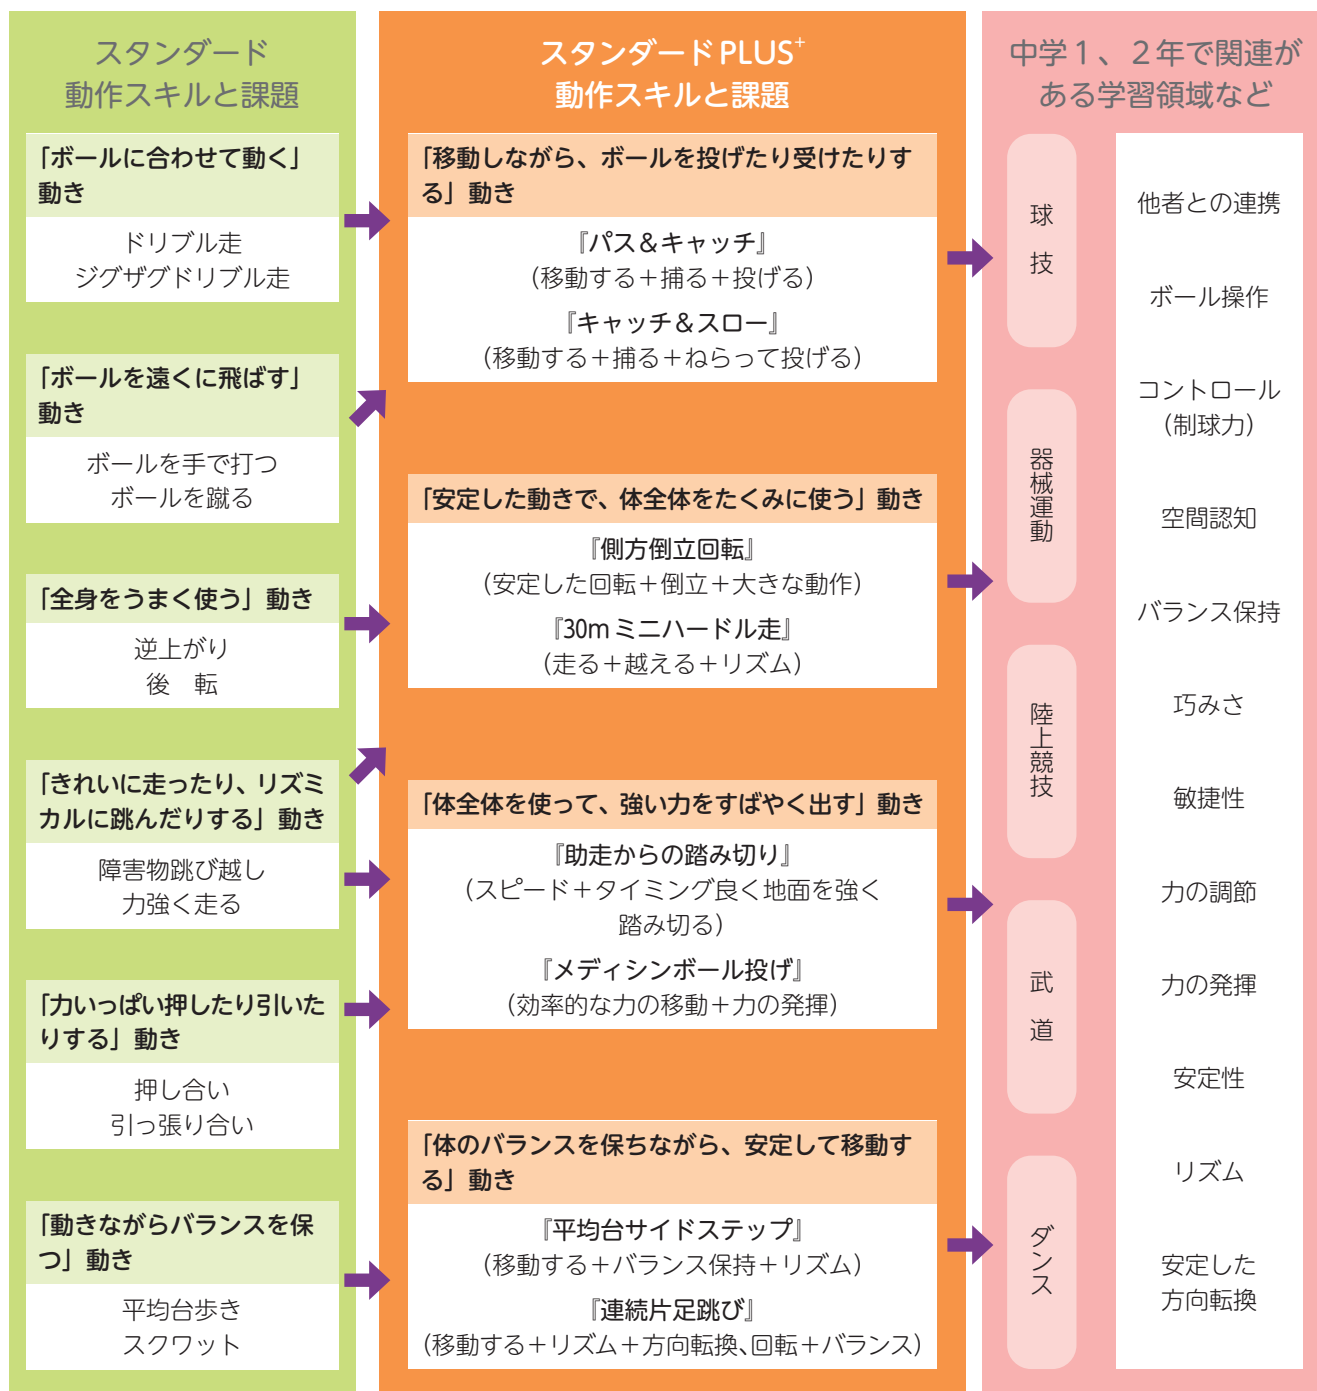 スタンダード
動作スキルと課題
「ボールに合わせて動く」
動き
ドリブル走
ジグザグドリブル走
「ボールを遠くに飛ばす」
動き
ボールを手で打つ
ボールを蹴る
「全身をうまく使う」動き
逆上がり
後　転
「きれいに走ったり、リズミ
カルに跳んだりする」動き
障害物跳び越し
力強く走る
「力いっぱい押したり引いた
りする」動き
押し合い
引っ張り合い
「動きながらバランスを保
つ」動き
平均台歩き
スクワット
スタンダードPLUS⁺
動作スキルと課題
「移動しながら、ボールを投げたり受けたりす
る」動き
『パス＆キャッチ』
（移動する＋捕る＋投げる）
『キャッチ＆スロー』
（移動する＋捕る＋ねらって投げる）
「安定した動きで、体全体をたくみに使う」動き
『側方倒立回転』
（安定した回転＋倒立＋大きな動作）
『30mミニハードル走』
（走る＋越える＋リズム）
「体全体を使って、強い力をすばやく出す」動き
『助走からの踏み切り』
（スピード＋タイミング良く地面を強く
踏み切る）
『メディシンボール投げ』
（効率的な力の移動＋力の発揮）
「体のバランスを保ちながら、安定して移動す
る」動き
『平均台サイドステップ』
（移動する＋バランス保持＋リズム）
『連続片足跳び』
（移動する＋リズム＋方向転換、回転＋バランス）
中学１、２年で関連が
ある学習領域など
球　技
器械運動
陸上競技
武　道
ダンス
他者との連携
ボール操作
コントロール
（制球力）
空間認知
バランス保持
巧みさ
敏捷性
力の調節
力の発揮
安定性
リズム
安定した
方向転換